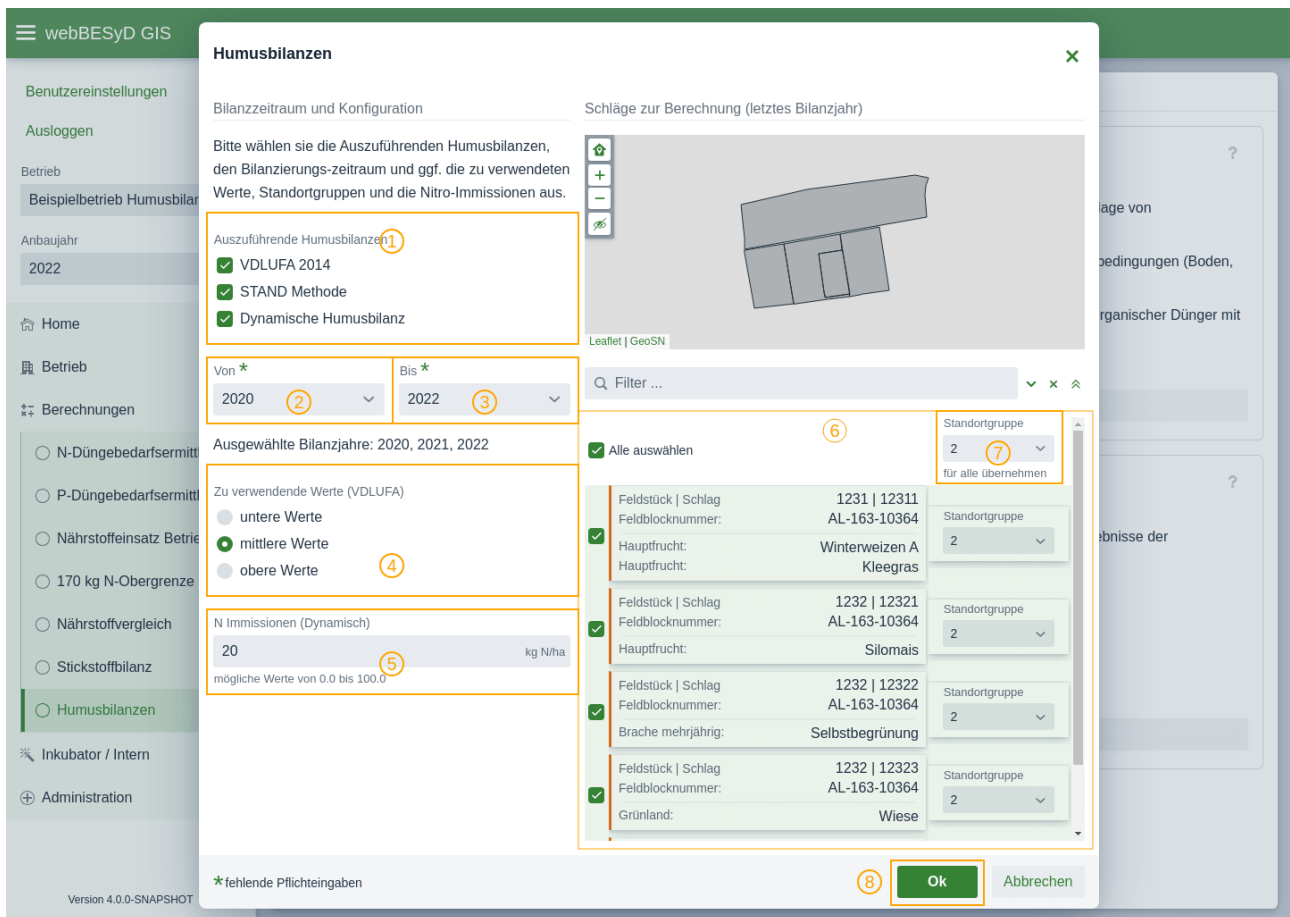 webBESyD GIS
Benutzereinstellungen
Ausloggen
Betrieb
Beispielbetrieb Humusbilan
Anbaujahr
2022
Home
Betrieb
Berechnungen
N-Düngebedarfsermittl
P-Düngebedarfsermittl
Nährstoffeinsatz Betrie
170 kg N-Obergrenze
Nährstoffvergleich
Stickstoffbilanz
Humusbilanzen
Inkubator / Intern
Administration
Version 4.0.0-SNAPSHOT
Humusbilanzen
Bilanzzeitraum und Konfiguration
Bitte wählen sie die Auszuführenden Humusbilanzen,
den Bilanzierungs-zeitraum und ggf. die zu verwendeten
Werte, Standortgruppen und die Nitro-Immissionen aus.
Auszuführende Humusbilanzen 1
VDLUFA 2014
STAND Methode
Dynamische Humusbilanz
Von * Bis *
2020 2 2022 3
Ausgewählte Bilanzjahre: 2020, 2021, 2022
Zu verwendende Werte (VDLUFA)
untere Werte
mittlere Werte
obere Werte 4
N Immissionen (Dynamisch)
20 kg N/ha
5
mögliche Werte von 0.0 bis 100.0
Schläge zur Berechnung (letztes Bilanzjahr)
+
−
Leaflet | GeoSN
Filter ...
6
Alle auswählen
Standortgruppe
2 7
für alle übernehmen
Feldstück | Schlag 1231 | 12311
Feldblocknummer: AL-163-10364
Hauptfrucht: Winterweizen A
Hauptfrucht: Kleegras
Standortgruppe
2
Feldstück | Schlag 1232 | 12321
Feldblocknummer: AL-163-10364
Hauptfrucht: Silomais
Standortgruppe
2
Feldstück | Schlag 1232 | 12322
Feldblocknummer: AL-163-10364
Brache mehrjährig: Selbstbegrünung
Standortgruppe
2
Feldstück | Schlag 1232 | 12323
Feldblocknummer: AL-163-10364
Grünland: Wiese
Standortgruppe
2
* fehlende Pflichteingaben
8 Ok Abbrechen
?
lage von
bedingungen (Boden,
rganischer Dünger mit
?
ebnisse der